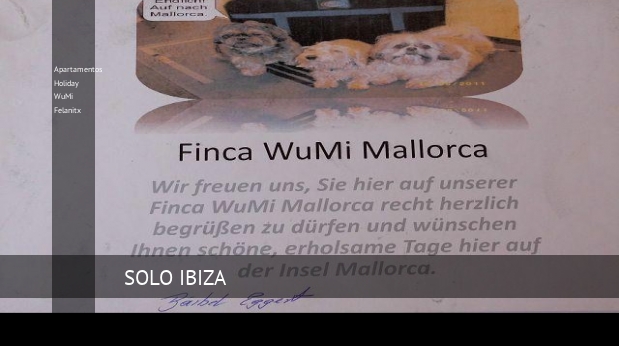 Endlich!
Auf nach
Mallorca.
Apartamentos
Holiday
WuMi
Felanitx
Finca WuMi Mallorca
Wir freuen uns, Sie hier auf unserer
Finca WuMi Mallorca recht herzlich
begrüßen zu dürfen und wünschen
Ihnen schöne, erholsame Tage hier auf
der Insel Mallorca.
SOLO IBIZA
Bärbel Eggert